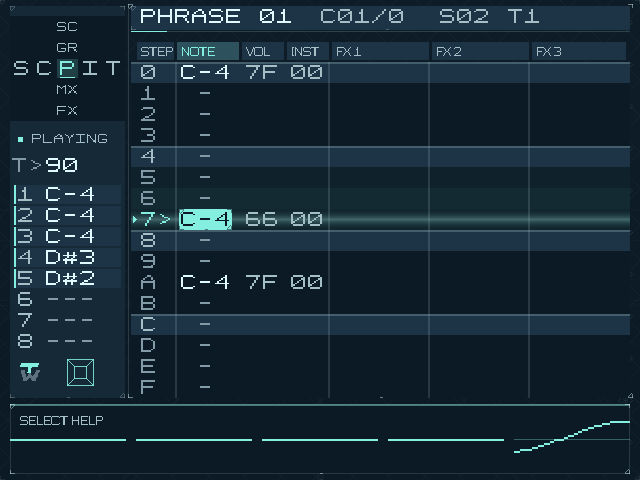 PHRASE 01 C01/0 S02 T1
SC
GR
SCPIT
MX
FX
PLAYING
T>90
1 C-4
2 C-4
3 C-4
4 D#3
5 D#2
6 ---
7 ---
8 ---
TW
STEP NOTE VOL INST FX1 FX2 FX3
0 C-4 7F 00
1 -
2 -
3 -
4 -
5 -
6 -
7> C-4 66 00
8 -
9 -
A C-4 7F 00
B -
C -
D -
E -
F -
SELECT HELP